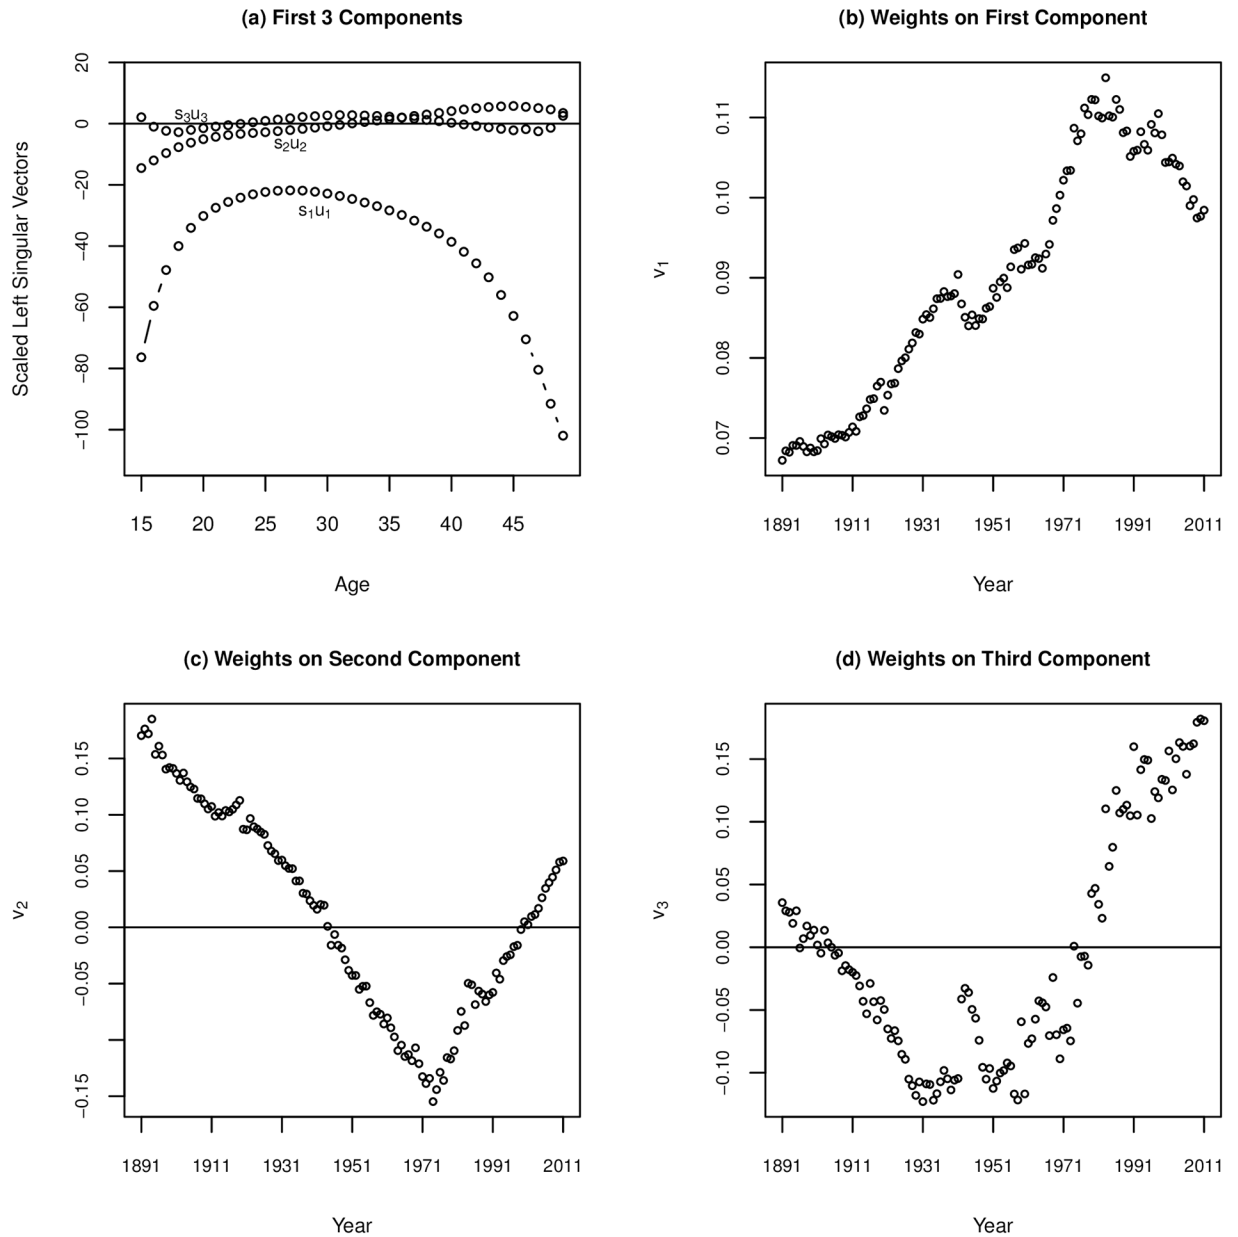 (a) First 3 Components
Scaled Left Singular Vectors
20
0
−20
−40
−60
−80
−100
s3u3
s2u2
s1u1
15 20 25 30 35 40 45
Age
(b) Weights on First Component
v1
0.11
0.10
0.09
0.08
0.07
1891 1911 1931 1951 1971 1991 2011
Year
(c) Weights on Second Component
v2
0.15
0.10
0.05
0.00
−0.05
−0.15
1891 1911 1931 1951 1971 1991 2011
Year
(d) Weights on Third Component
v3
0.15
0.10
0.05
0.00
−0.05
−0.10
1891 1911 1931 1951 1971 1991 2011
Year